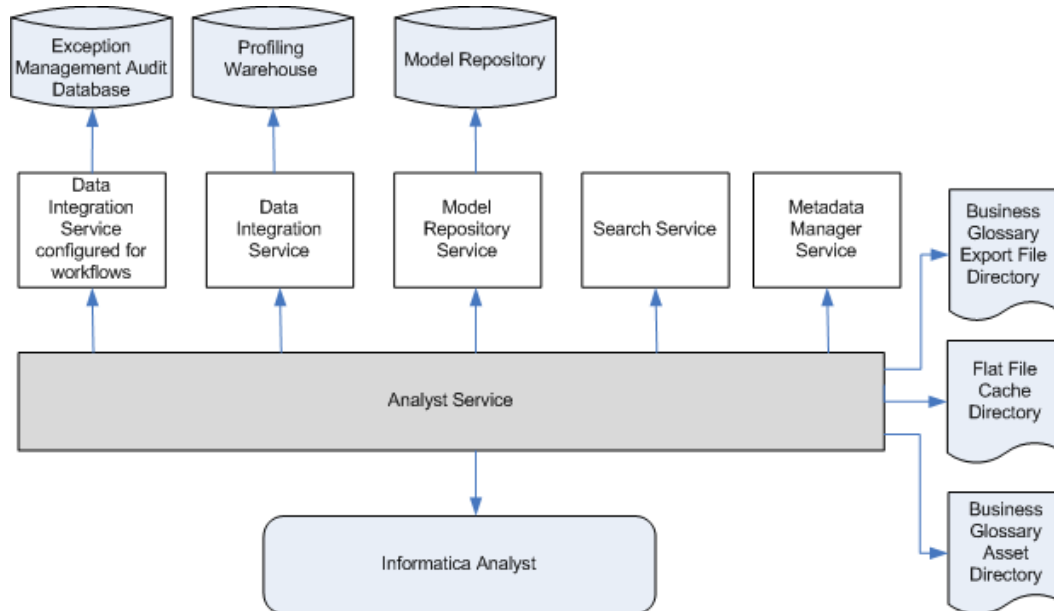 Exception
Management Audit
Database
Profiling
Warehouse
Model Repository
Data
Integration
Service
configured for
workflows
Data
Integration
Service
Model
Repository
Service
Search Service
Metadata
Manager
Service
Business
Glossary
Export File
Directory
Analyst Service
Flat File
Cache
Directory
Informatica Analyst
Business
Glossary
Asset
Directory